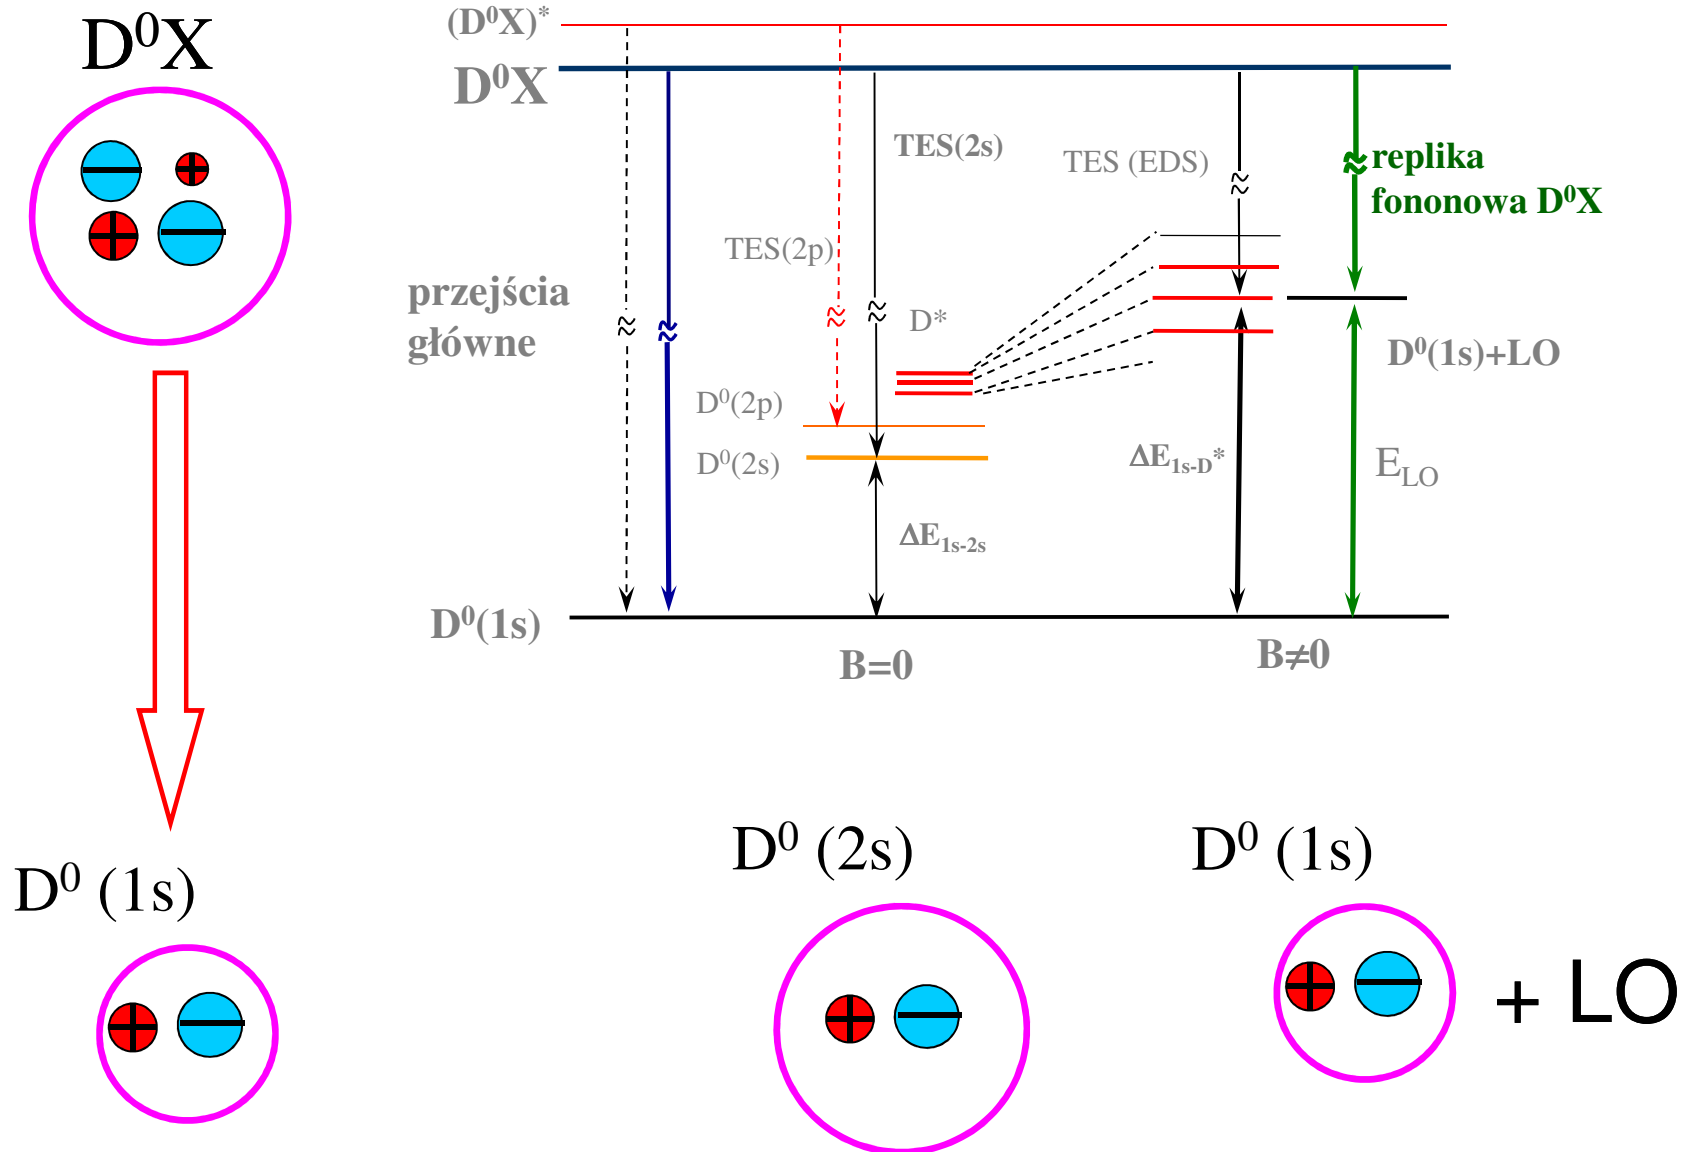 D⁰X
(D⁰X)*
D⁰X
TES(2s)
TES (EDS)
replika
fononowa D⁰X
TES(2p)
przejścia
główne
D*
D⁰(1s)+LO
D⁰(2p)
D⁰(2s)
ΔE1s-D*
ELO
ΔE1s-2s
D⁰(1s)
B=0
B≠0
D⁰ (1s)
D⁰ (2s)
D⁰ (1s)
+ LO